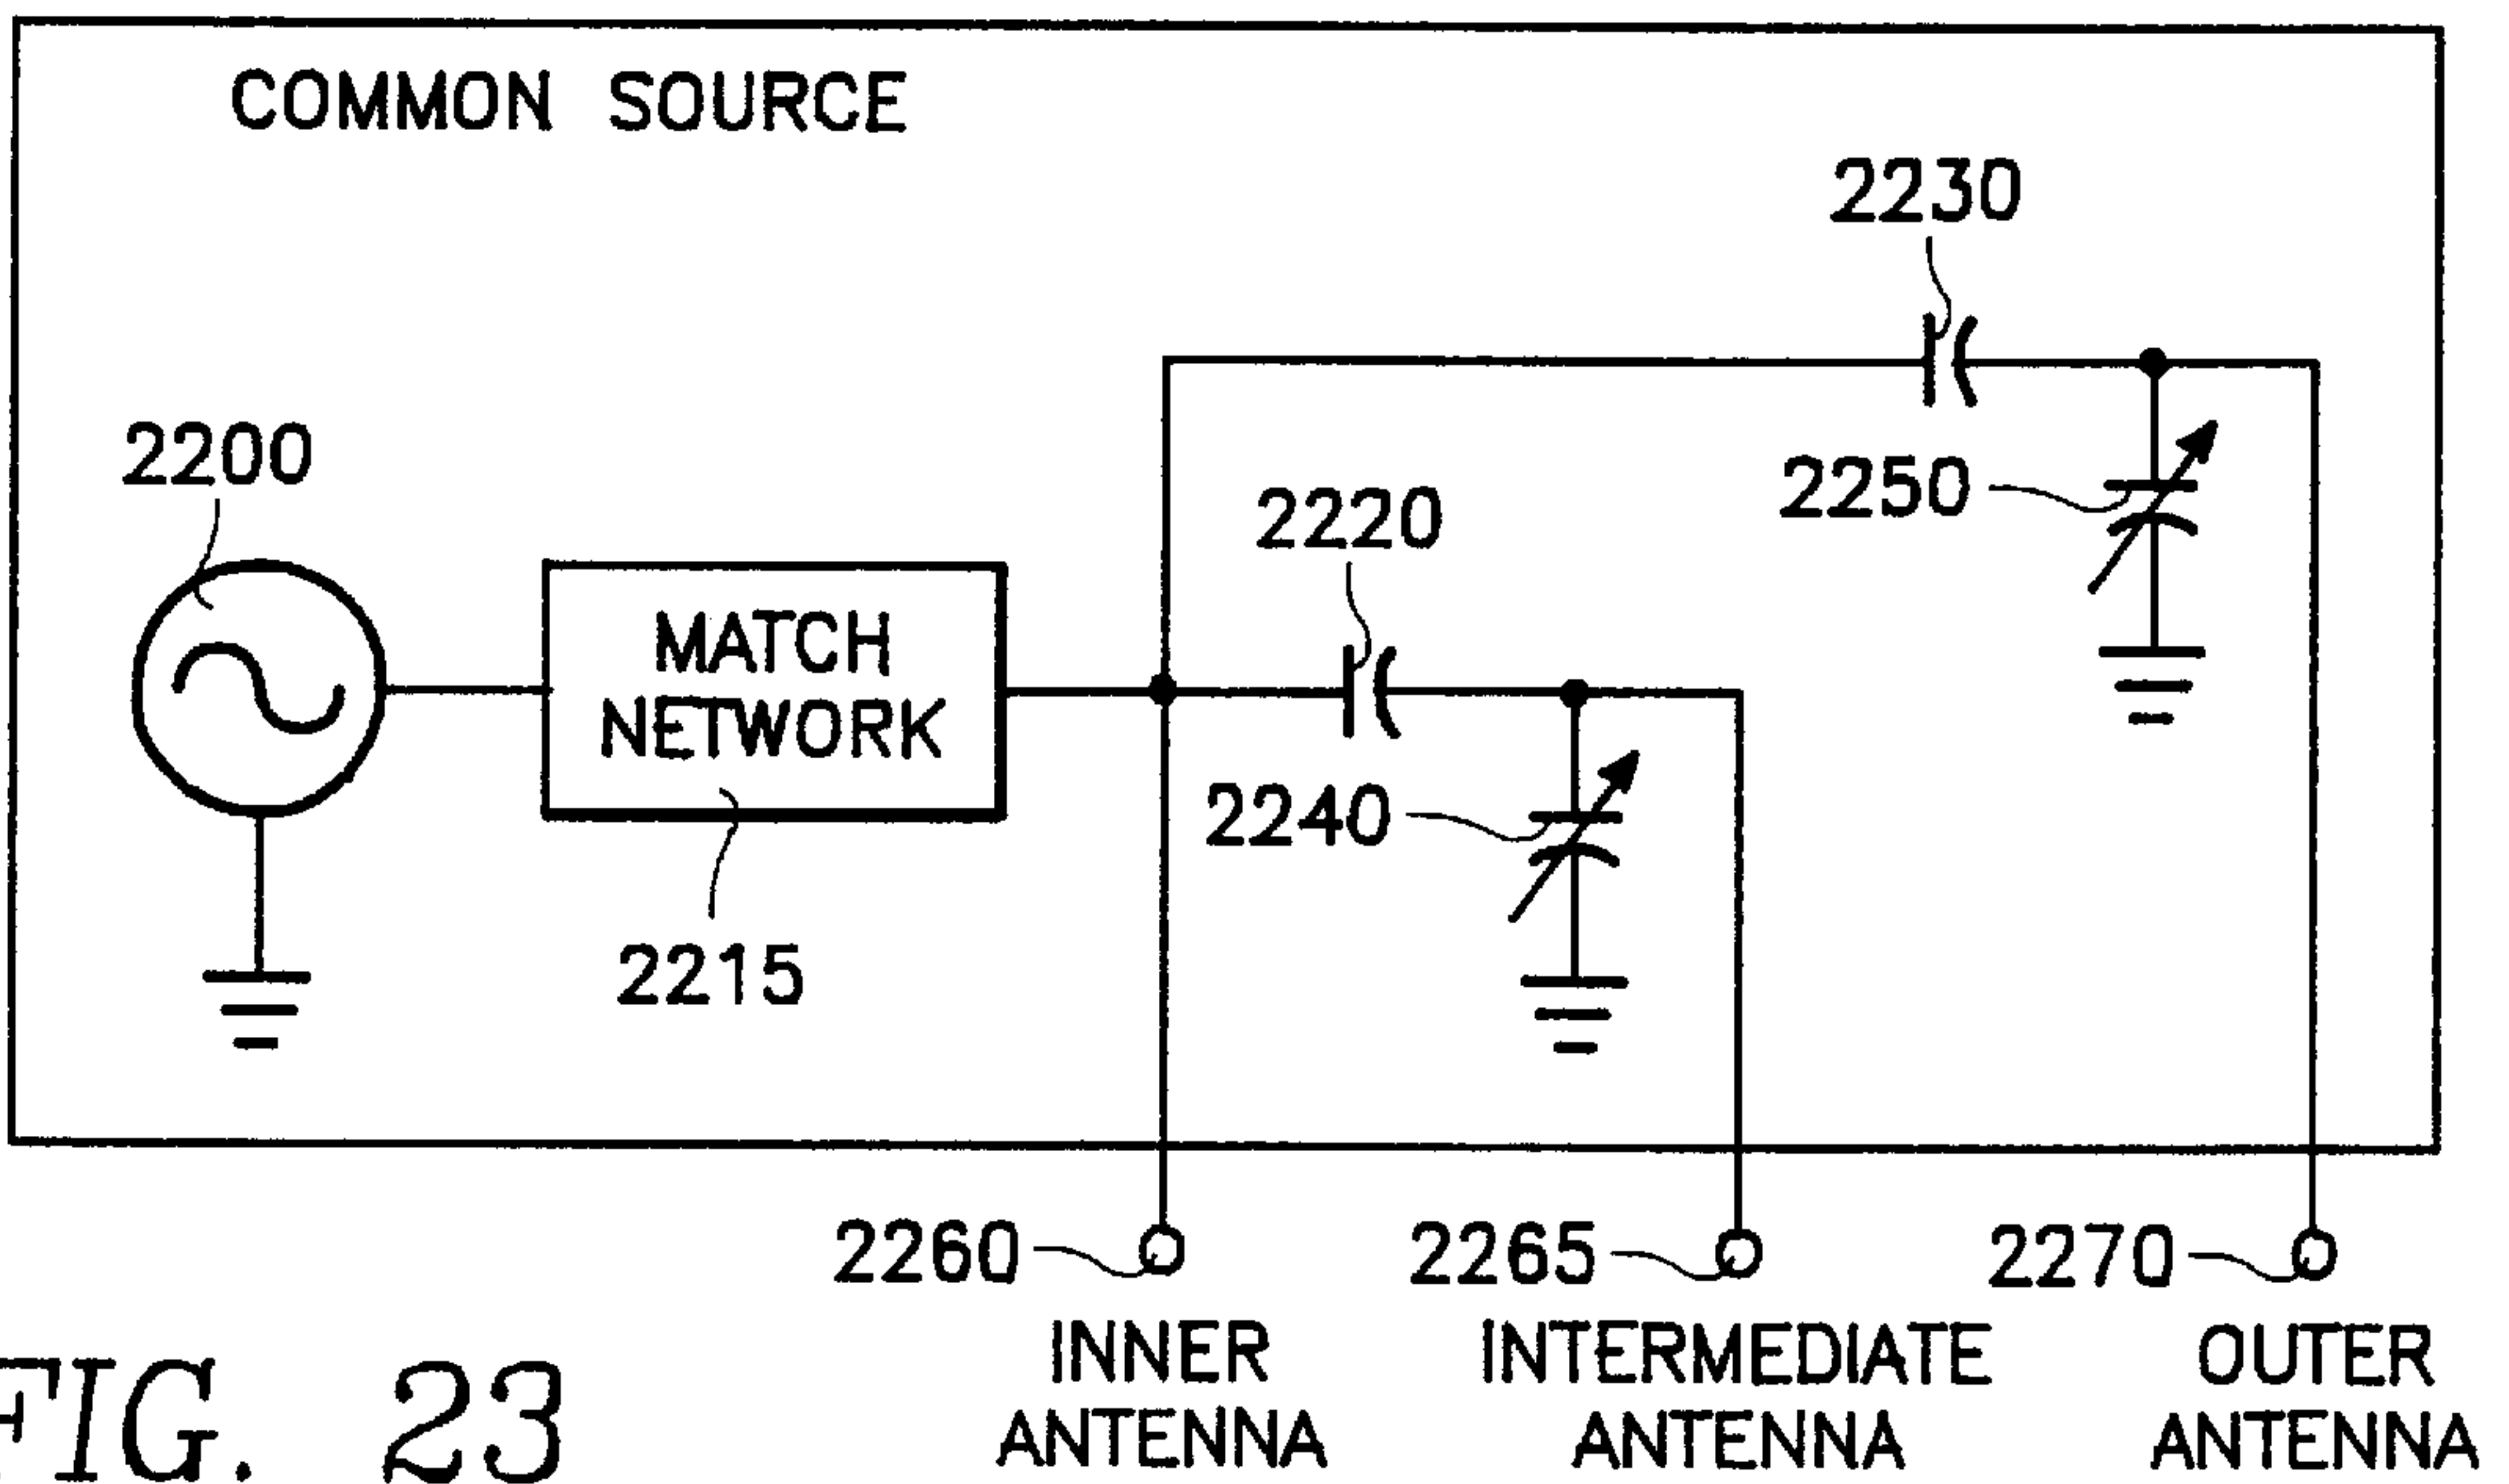 COMMON SOURCE
2230
2200
2250
2220
MATCH
NETWORK
2240
2215
2260
2265
2270
INNER
ANTENNA
INTERMEDIATE
ANTENNA
OUTER
ANTENNA
FIG. 23